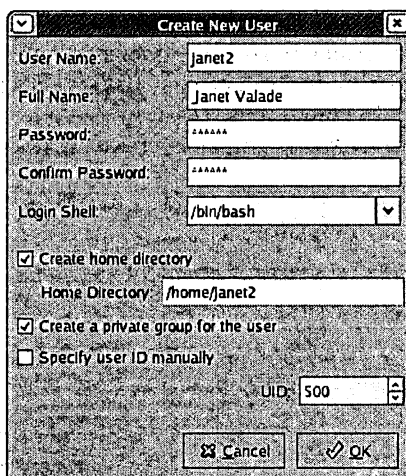 Create New User
User Name: janet2
Full Name: Janet Valade
Password: ******
Confirm Password: ******
Login Shell: /bin/bash
Create home directory
Home Directory: /home/janet2
Create a private group for the user
Specify user ID manually
UID: 500
Cancel OK